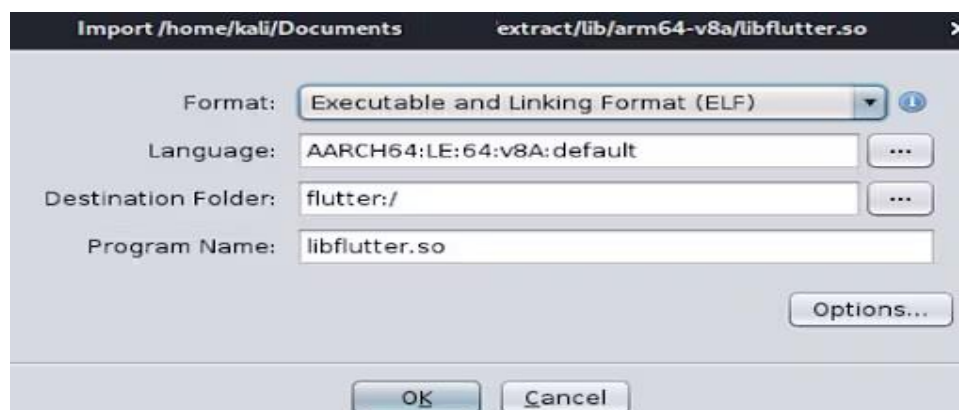 Import /home/kali/Documents extract/lib/arm64-v8a/libflutter.so
Format: Executable and Linking Format (ELF)
Language: AARCH64:LE:64:v8A:default ...
Destination Folder: flutter:/ ...
Program Name: libflutter.so
Options...
OK Cancel